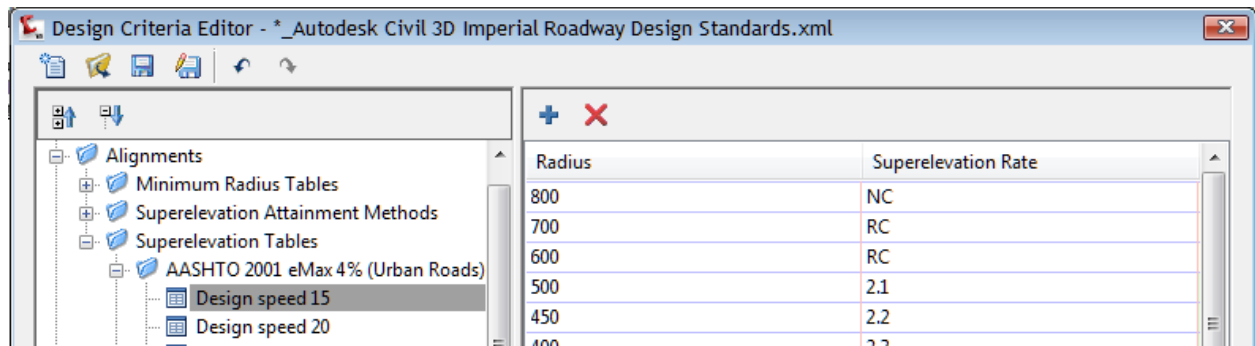 Design Criteria Editor - *_Autodesk Civil 3D Imperial Roadway Design Standards.xml
Alignments
Minimum Radius Tables
Superelevation Attainment Methods
Superelevation Tables
AASHTO 2001 eMax 4% (Urban Roads)
Design speed 15
Design speed 20
Radius Superelevation Rate
800 NC
700 RC
600 RC
500 2.1
450 2.2